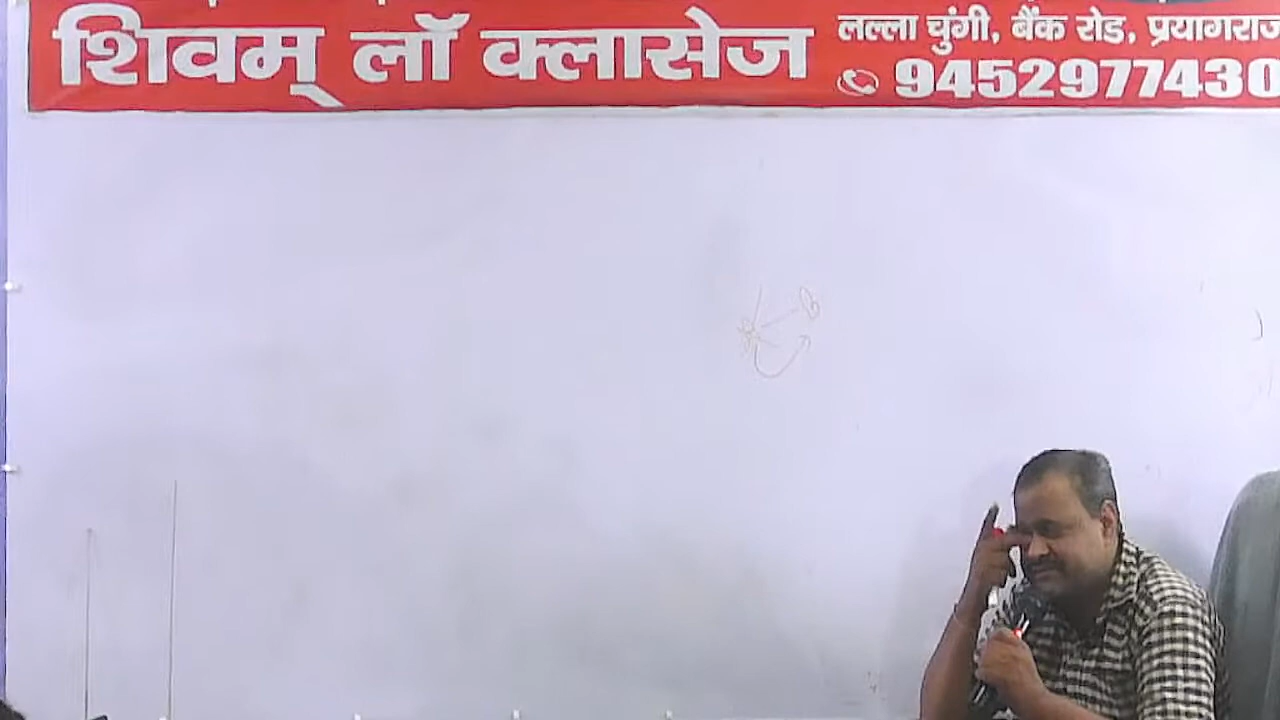 शिवम् लॉ क्लासेज
लल्ला चुंगी, बैंक रोड, प्रयागराज
9452977430